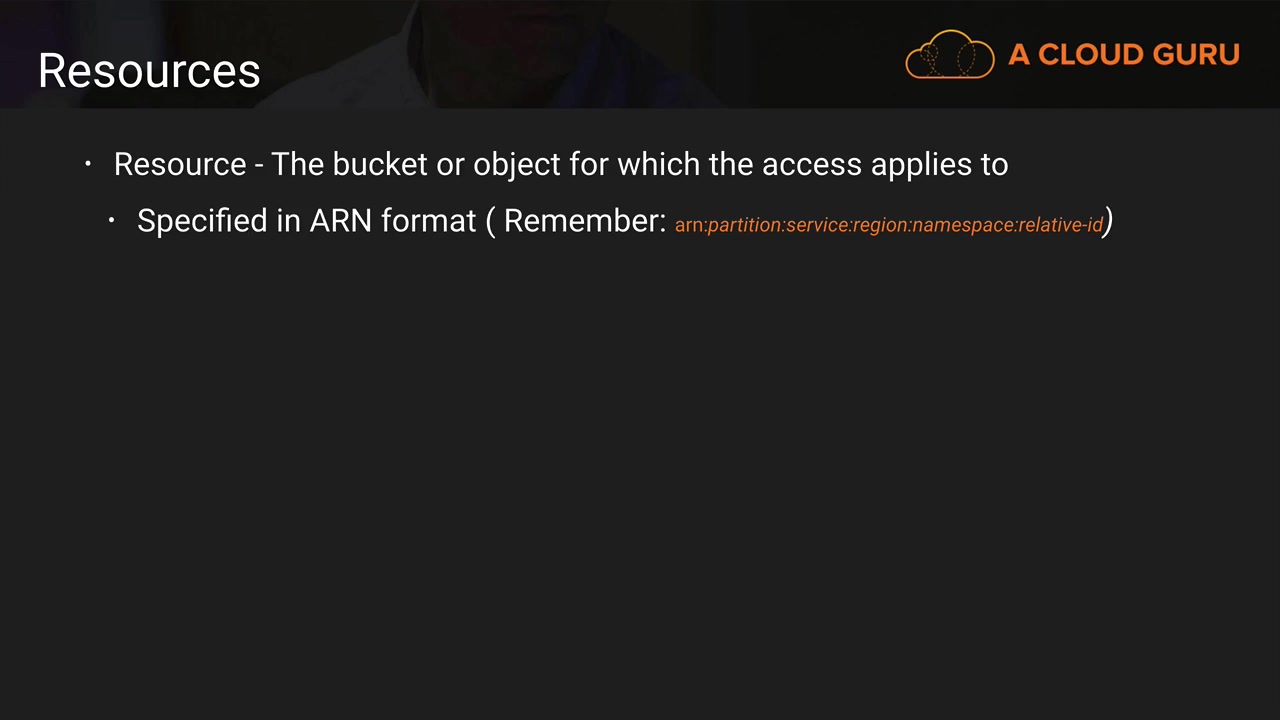 Resources
A CLOUD GURU
• Resource - The bucket or object for which the access applies to
• Specified in ARN format ( Remember: arn:partition:service:region:namespace:relative-id)